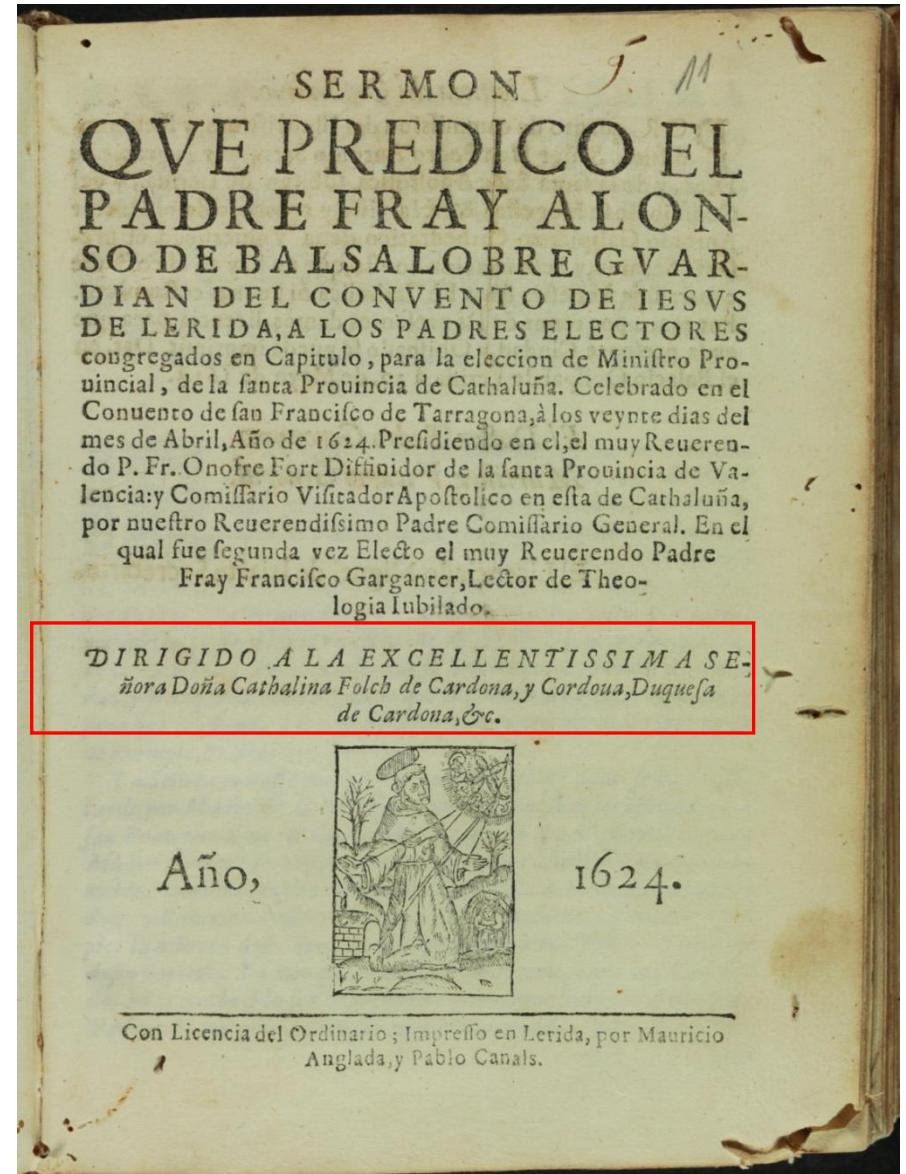 9. 11
SERMON
QVE PREDICO EL
PADRE FRAY ALON-
SO DE BALSALOBRE GVAR-
DIAN DEL CONVENTO DE IESVS
DE LERIDA, A LOS PADRES ELECTORES
congregados en Capitulo, para la eleccion de Miniſtro Pro-
uincial, de la ſanta Prouincia de Cathaluña. Celebrado en el
Conuento de ſan Franciſco de Tarragona, à los veynte dias del
mes de Abril, Año de 1624. Preſidiendo en el, el muy Reueren-
do P. Fr. Onofre Fort Diffinidor de la ſanta Prouincia de Va-
lencia: y Comiſſario Viſitador Apoſtolico en eſta de Cathaluña,
por nueſtro Reuerendiſsimo Padre Comiſſario General. En el
qual fue ſegunda vez Electo el muy Reuerendo Padre
Fray Franciſco Garganter, Lector de Theo-
logia Iubilado.
DIRIGIDO A LA EXCELLENTISSIMA SE-
ñora Doña Cathalina Folch de Cardona, y Cordoua, Duqueſa
de Cardona, &c.
Año, 1624.
Con Licencia del Ordinario; Impreſſo en Lerida, por Mauricio
Anglada, y Pablo Canals.